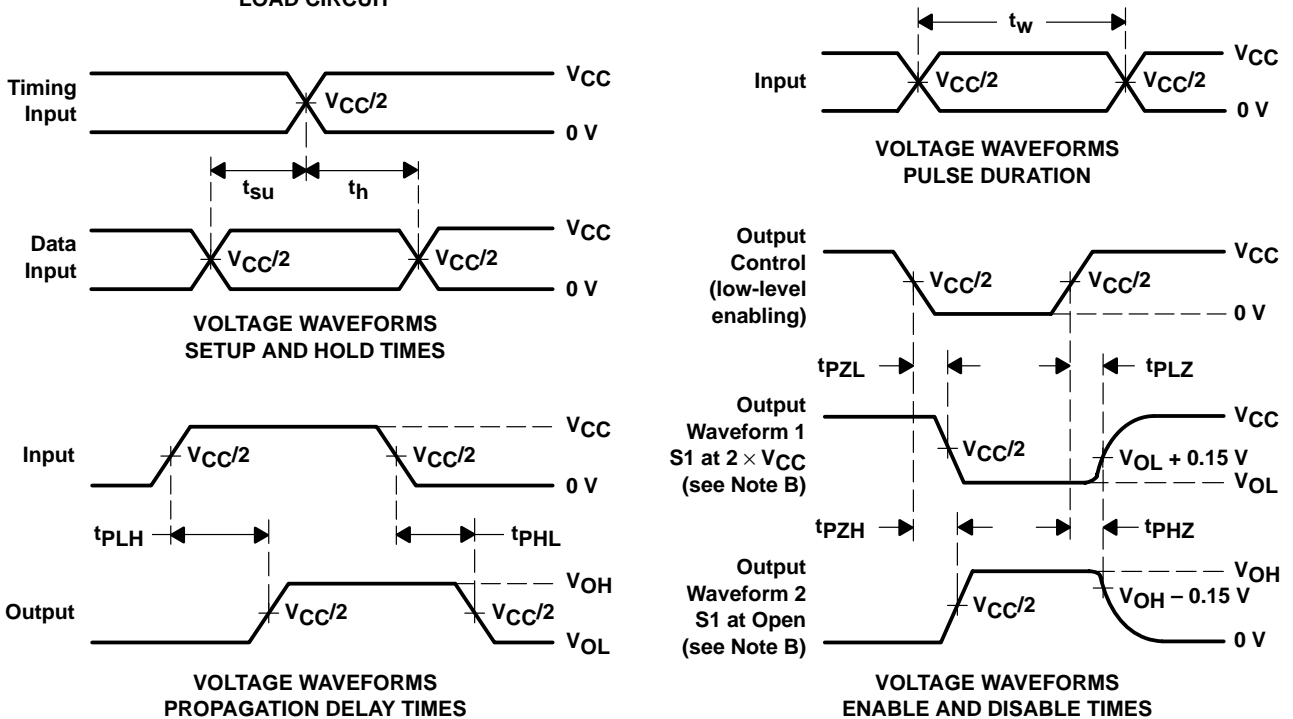 LOAD CIRCUIT
Timing
Input
VCC/2
VCC
0 V
tsu
th
Data
Input
VCC/2
VCC/2
VCC
0 V
VOLTAGE WAVEFORMS
SETUP AND HOLD TIMES
Input
VCC/2
VCC/2
VCC
0 V
tPLH
tPHL
Output
VCC/2
VCC/2
VOH
VOL
VOLTAGE WAVEFORMS
PROPAGATION DELAY TIMES
tw
Input
VCC/2
VCC/2
VCC
0 V
VOLTAGE WAVEFORMS
PULSE DURATION
Output
Control
(low-level
enabling)
VCC/2
VCC/2
VCC
0 V
tPZL
tPLZ
Output
Waveform 1
S1 at 2 × VCC
(see Note B)
VCC/2
VCC
VOL + 0.15 V
VOL
tPZH
tPHZ
Output
Waveform 2
S1 at Open
(see Note B)
VCC/2
VOH
VOH – 0.15 V
0 V
VOLTAGE WAVEFORMS
ENABLE AND DISABLE TIMES